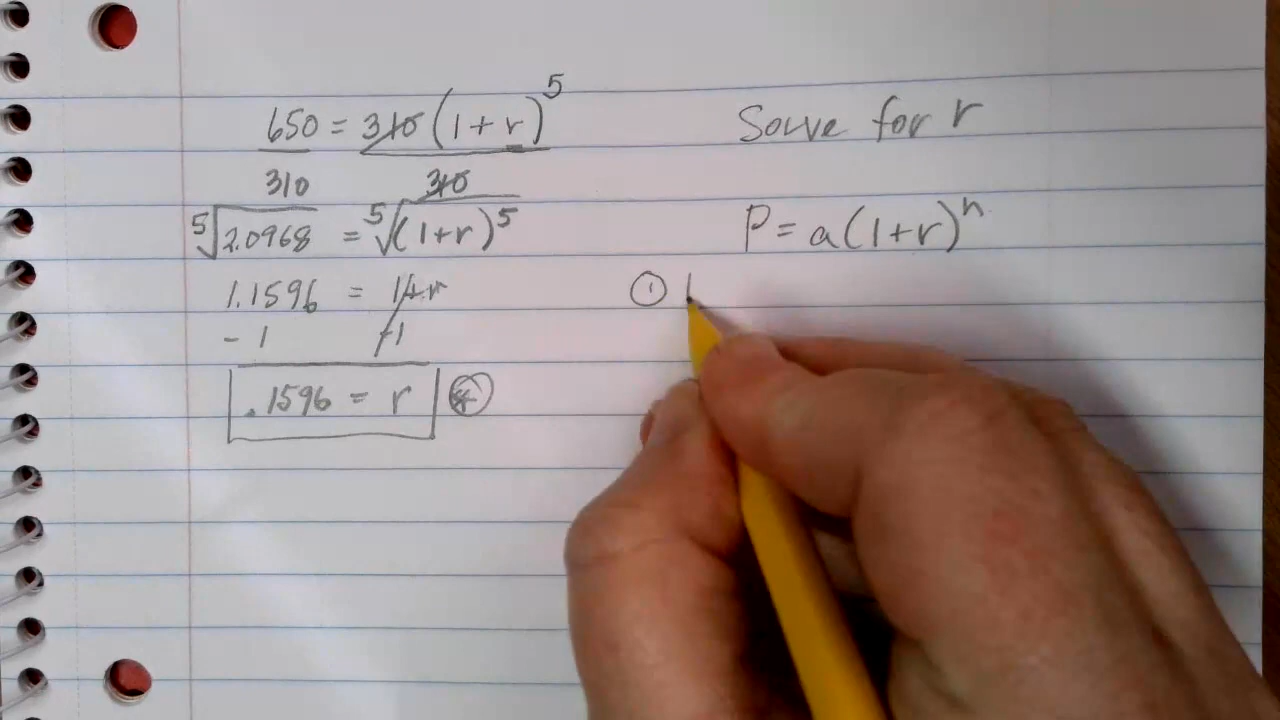 650 = 310(1+r)^5
310 310
⁵√2.0968 = ⁵√(1+r)^5
1.1596 = 1+r
-1 -1
.1596 = r
Solve for r
P = a(1+r)^n
①